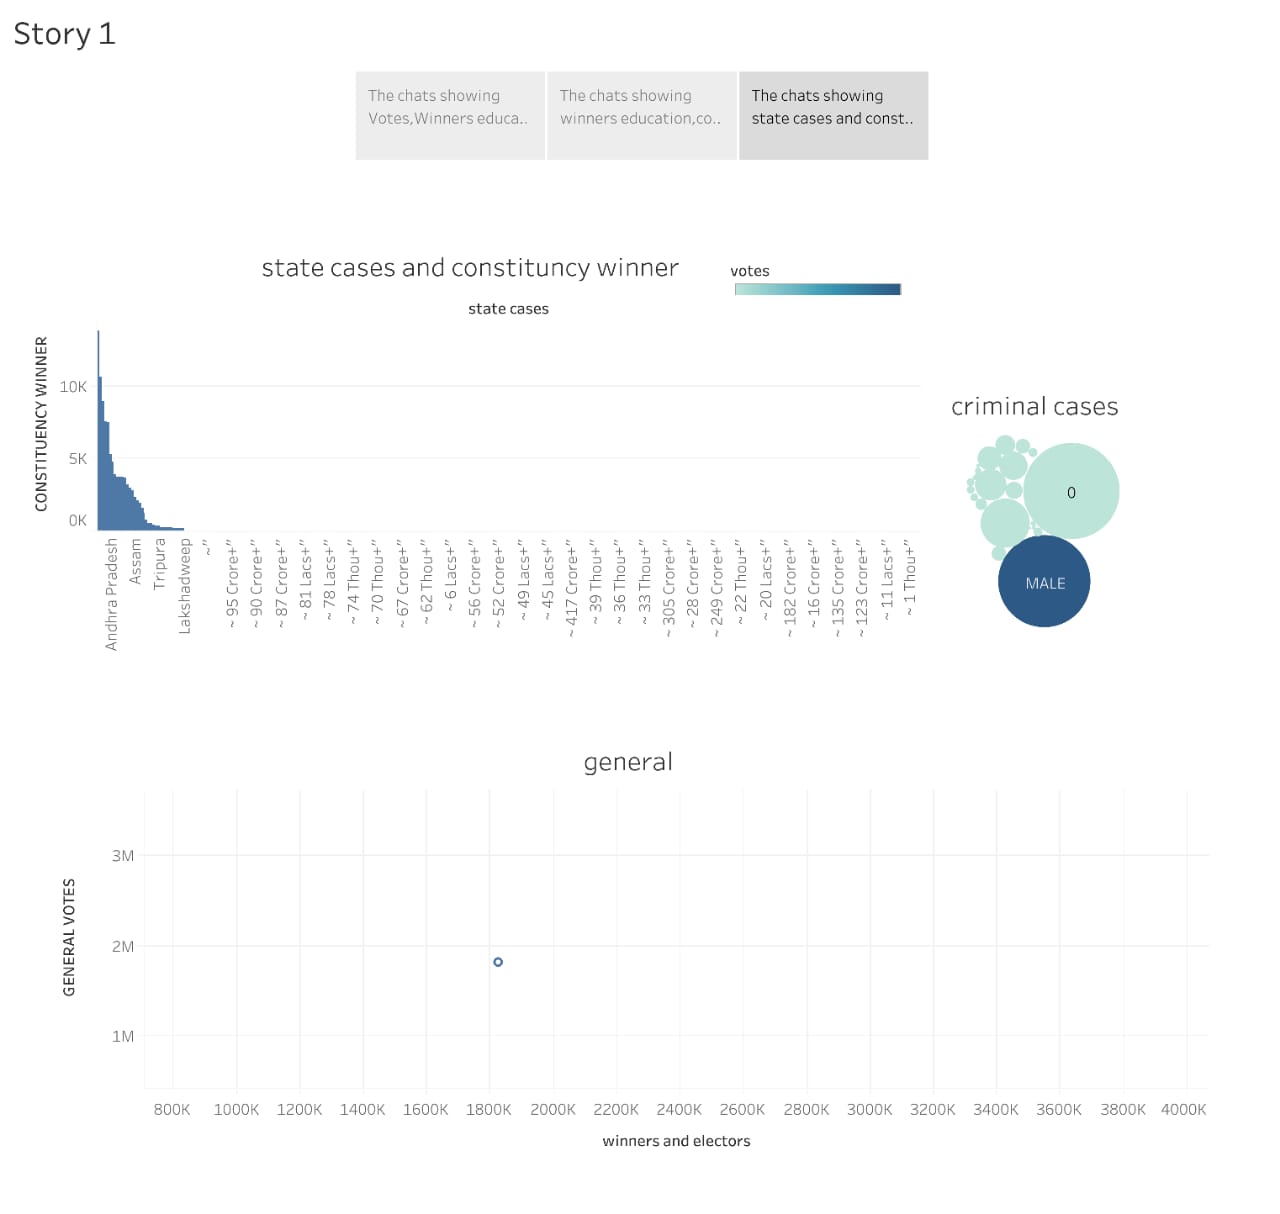 Story 1
The chats showing
Votes,Winners educa..
The chats showing
winners education,co..
The chats showing
state cases and const..
state cases and constituncy winner
votes
state cases
CONSTITUENCY WINNER
10K
5K
0K
Andhra Pradesh
Assam
Tripura
Lakshadweep
~"
~ 95 Crore+"
~ 90 Crore+"
~ 87 Crore+"
~ 81 Lacs+"
~ 78 Lacs+"
~ 74 Thou+"
~ 70 Thou+"
~ 67 Crore+"
~ 62 Thou+"
~ 6 Lacs+"
~ 56 Crore+"
~ 52 Crore+"
~ 49 Lacs+"
~ 45 Lacs+"
~ 417 Crore+"
~ 39 Thou+"
~ 36 Thou+"
~ 33 Thou+"
~ 305 Crore+"
~ 28 Crore+"
~ 249 Crore+"
~ 22 Thou+"
~ 20 Lacs+"
~ 182 Crore+"
~ 16 Crore+"
~ 135 Crore+"
~ 123 Crore+"
~ 11 Lacs+"
~ 1 Thou+"
criminal cases
0
MALE
general
GENERAL VOTES
3M
2M
1M
800K
1000K
1200K
1400K
1600K
1800K
2000K
2200K
2400K
2600K
2800K
3000K
3200K
3400K
3600K
3800K
4000K
winners and electors